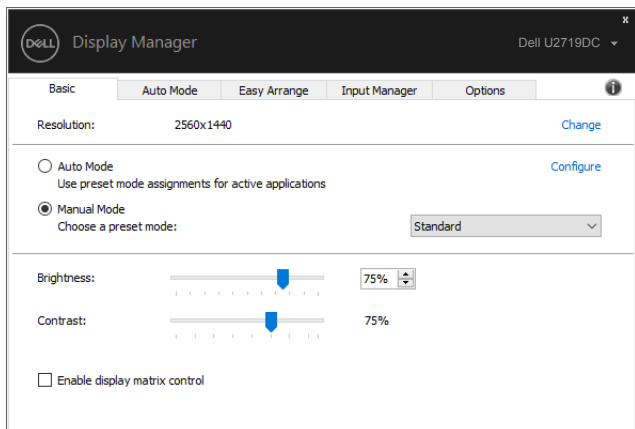 x
DELL Display Manager Dell U2719DC
Basic Auto Mode Easy Arrange Input Manager Options i
Resolution: 2560x1440 Change
Auto Mode Configure
Use preset mode assignments for active applications
Manual Mode
Choose a preset mode: Standard
Brightness: 75%
Contrast: 75%
Enable display matrix control